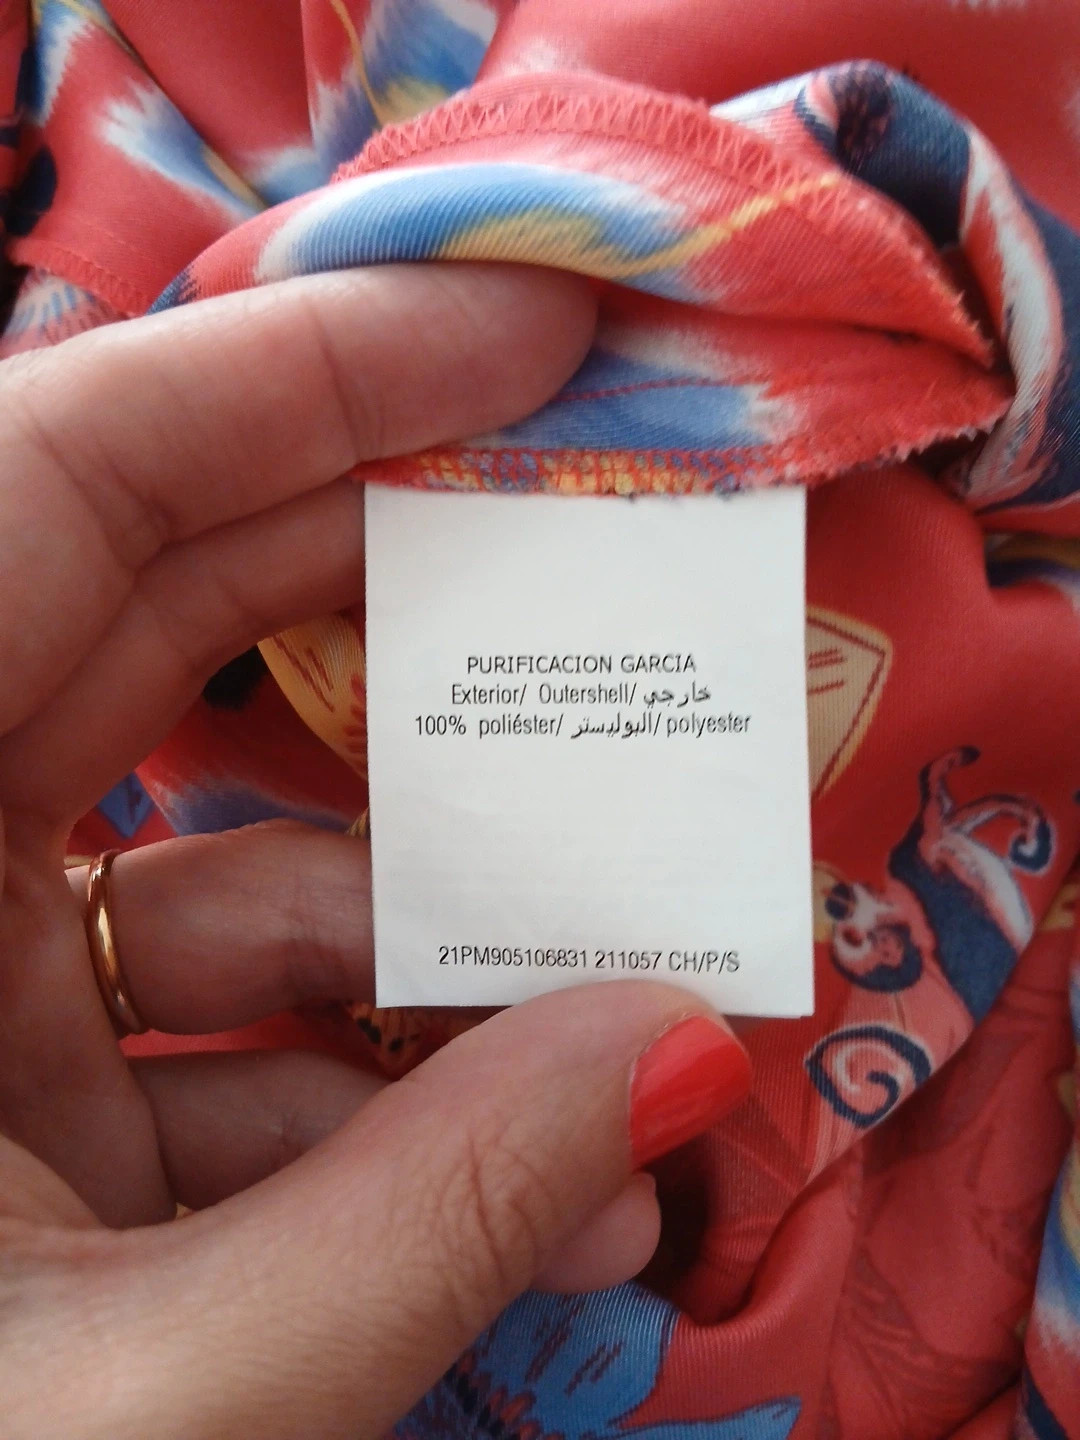 PURIFICACION GARCIA
Exterior/ Outershell/ خارجي
100% poliéster/ البوليستر/ polyester
21PM905106831 211057 CH/P/S